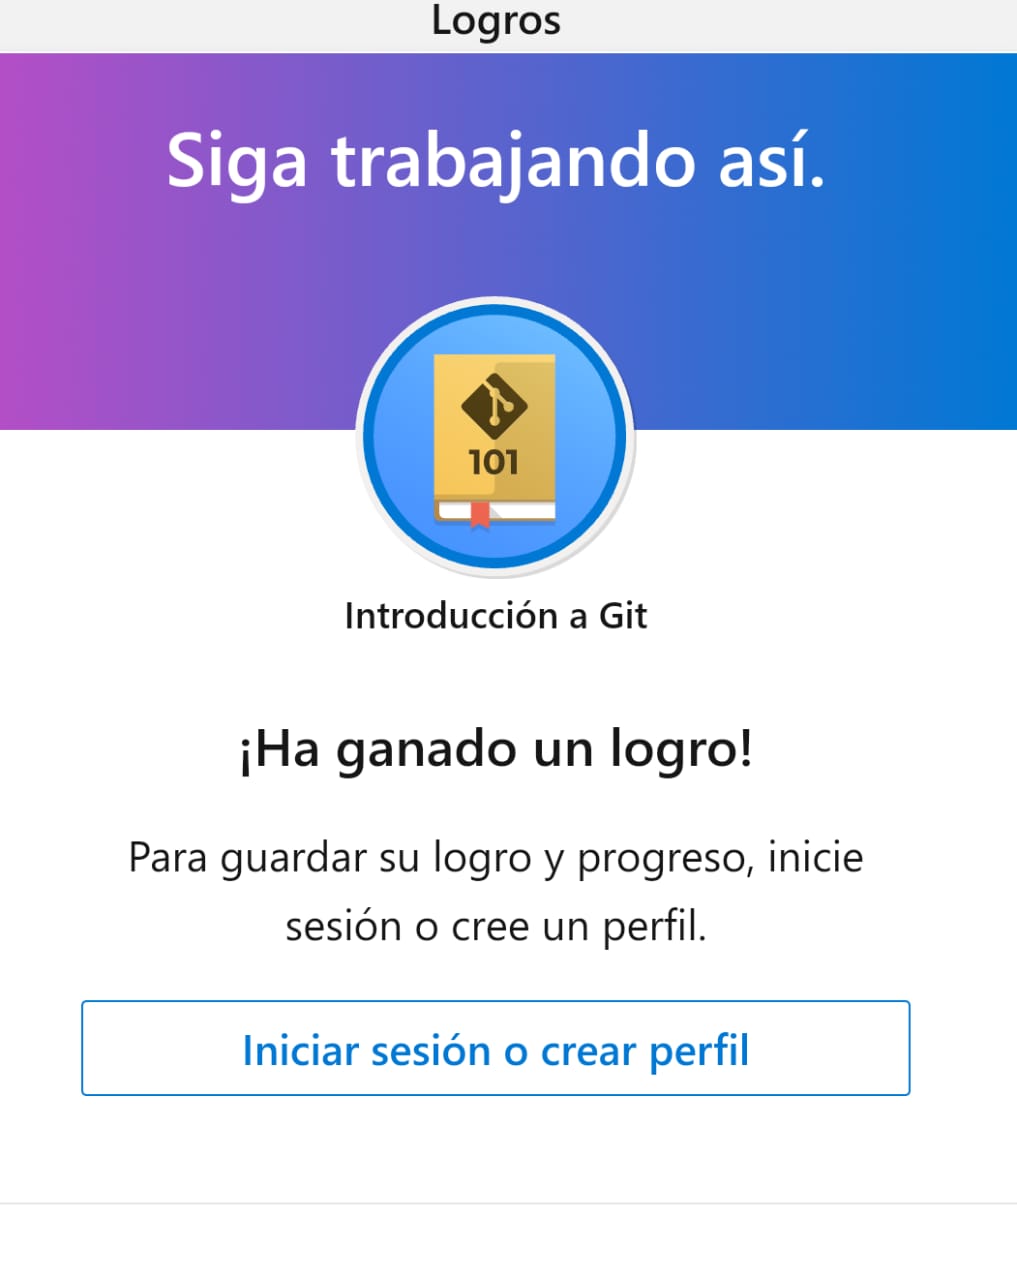 Logros
Siga trabajando así.
101
Introducción a Git
¡Ha ganado un logro!
Para guardar su logro y progreso, inicie
sesión o cree un perfil.
Iniciar sesión o crear perfil